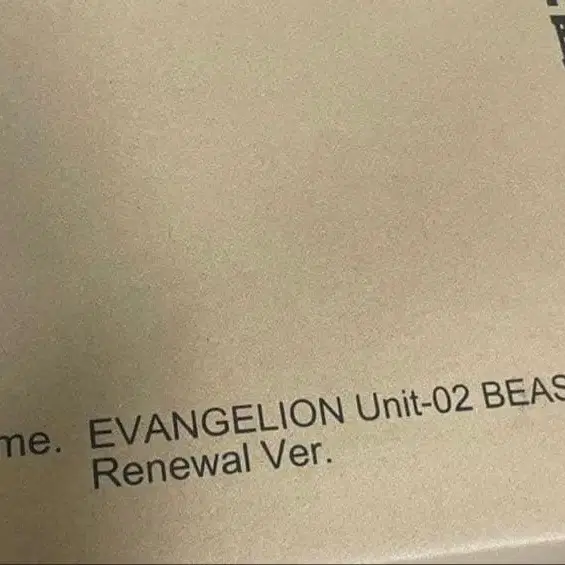 me. EVANGELION Unit-02 BEAS
Renewal Ver.